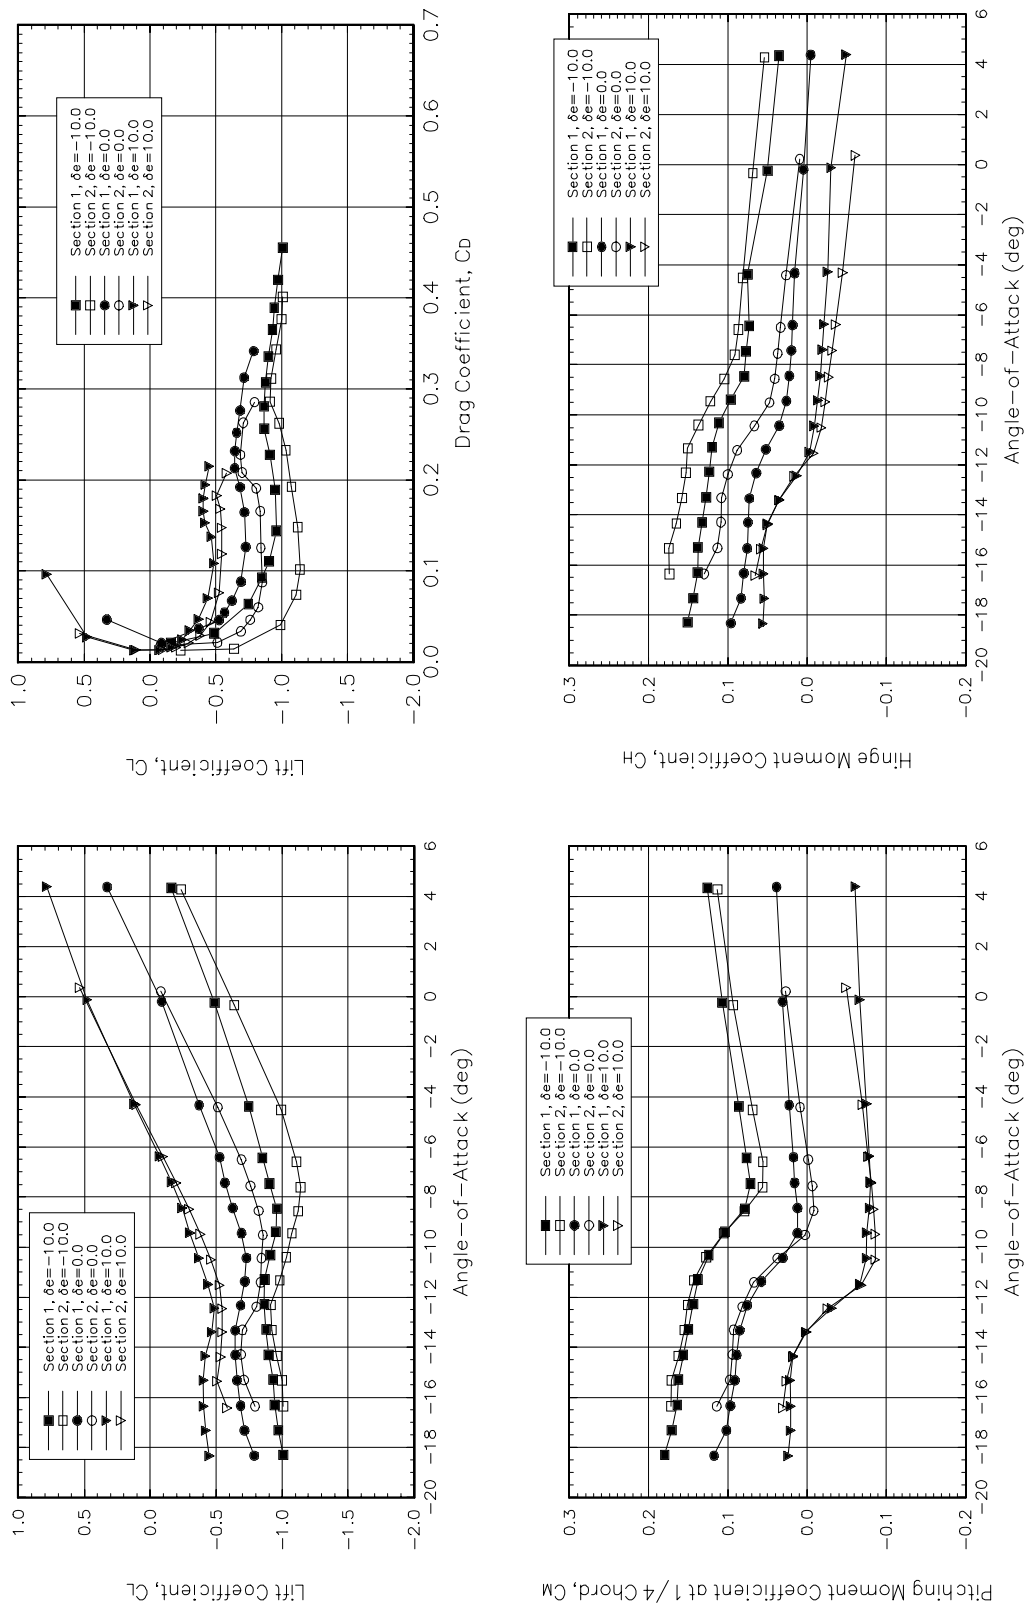 Lift Coefficient, CL
1.0
0.5
0.0
−0.5
−1.0
−1.5
−2.0
−20 −18 −16 −14 −12 −10 −8 −6 −4 −2 0 2 4 6
Angle−of−Attack (deg)
Section 1, δe=−10.0
Section 2, δe=−10.0
Section 1, δe=0.0
Section 2, δe=0.0
Section 1, δe=10.0
Section 2, δe=10.0
Lift Coefficient, CL
1.0
0.5
0.0
−0.5
−1.0
−1.5
−2.0
0.0 0.1 0.2 0.3 0.4 0.5 0.6 0.7
Drag Coefficient, CD
Section 1, δe=−10.0
Section 2, δe=−10.0
Section 1, δe=0.0
Section 2, δe=0.0
Section 1, δe=10.0
Section 2, δe=10.0
Pitching Moment Coefficient at 1/4 Chord, CM
0.3
0.2
0.1
0.0
−0.1
−0.2
−20 −18 −16 −14 −12 −10 −8 −6 −4 −2 0 2 4 6
Angle−of−Attack (deg)
Section 1, δe=−10.0
Section 2, δe=−10.0
Section 1, δe=0.0
Section 2, δe=0.0
Section 1, δe=10.0
Section 2, δe=10.0
Hinge Moment Coefficient, CH
0.3
0.2
0.1
0.0
−0.1
−0.2
−20 −18 −16 −14 −12 −10 −8 −6 −4 −2 0 2 4 6
Angle−of−Attack (deg)
Section 1, δe=−10.0
Section 2, δe=−10.0
Section 1, δe=0.0
Section 2, δe=0.0
Section 1, δe=10.0
Section 2, δe=10.0